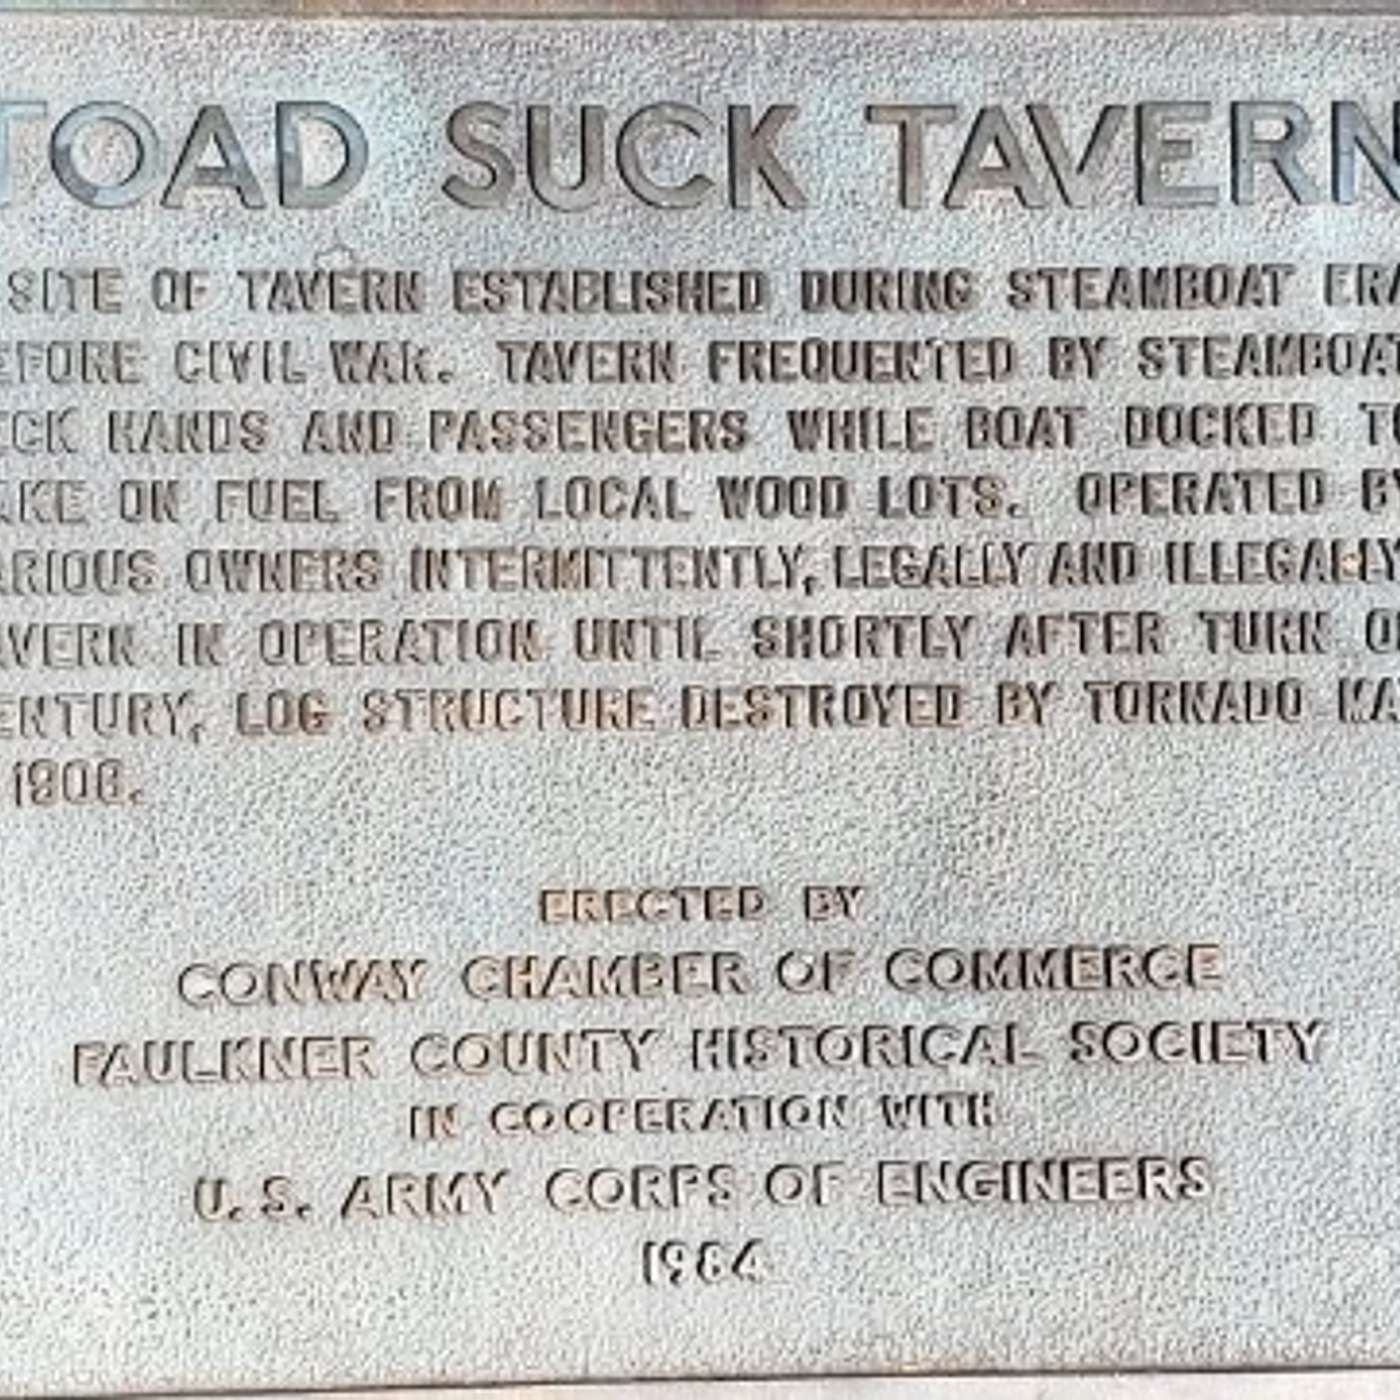 TOAD SUCK TAVERN
SITE OF TAVERN ESTABLISHED DURING STEAMBOAT ERA
EFORE CIVIL WAR. TAVERN FREQUENTED BY STEAMBOAT
ECK HANDS AND PASSENGERS WHILE BOAT DOCKED TO
AKE ON FUEL FROM LOCAL WOOD LOTS. OPERATED BY
ARIOUS OWNERS INTERMITTENTLY, LEGALLY AND ILLEGALLY
AVERN IN OPERATION UNTIL SHORTLY AFTER TURN O
ENTURY, LOG STRUCTURE DESTROYED BY TORNADO MA
1908.
ERECTED BY
CONWAY CHAMBER OF COMMERCE
FAULKNER COUNTY HISTORICAL SOCIETY
IN COOPERATION WITH
U. S. ARMY CORPS OF ENGINEERS
1984